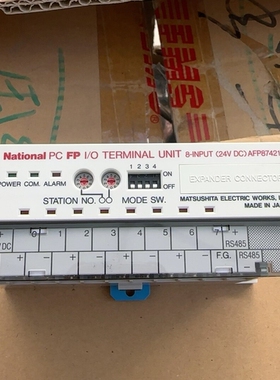 National PC FP I/O TERMINAL UNIT 8-INPUT (24V DC) AFP87421
POWER COM. ALARM
1 2 3 4
ON
OFF
EXPANDER CONNECTOR
STATION NO.
MODE SW.
MATSUSHITA ELECTRIC WORKS,
MADE IN
+ 0 1 2 3 4 5 6 7 + +
DC
RS485
F.G.
RS485